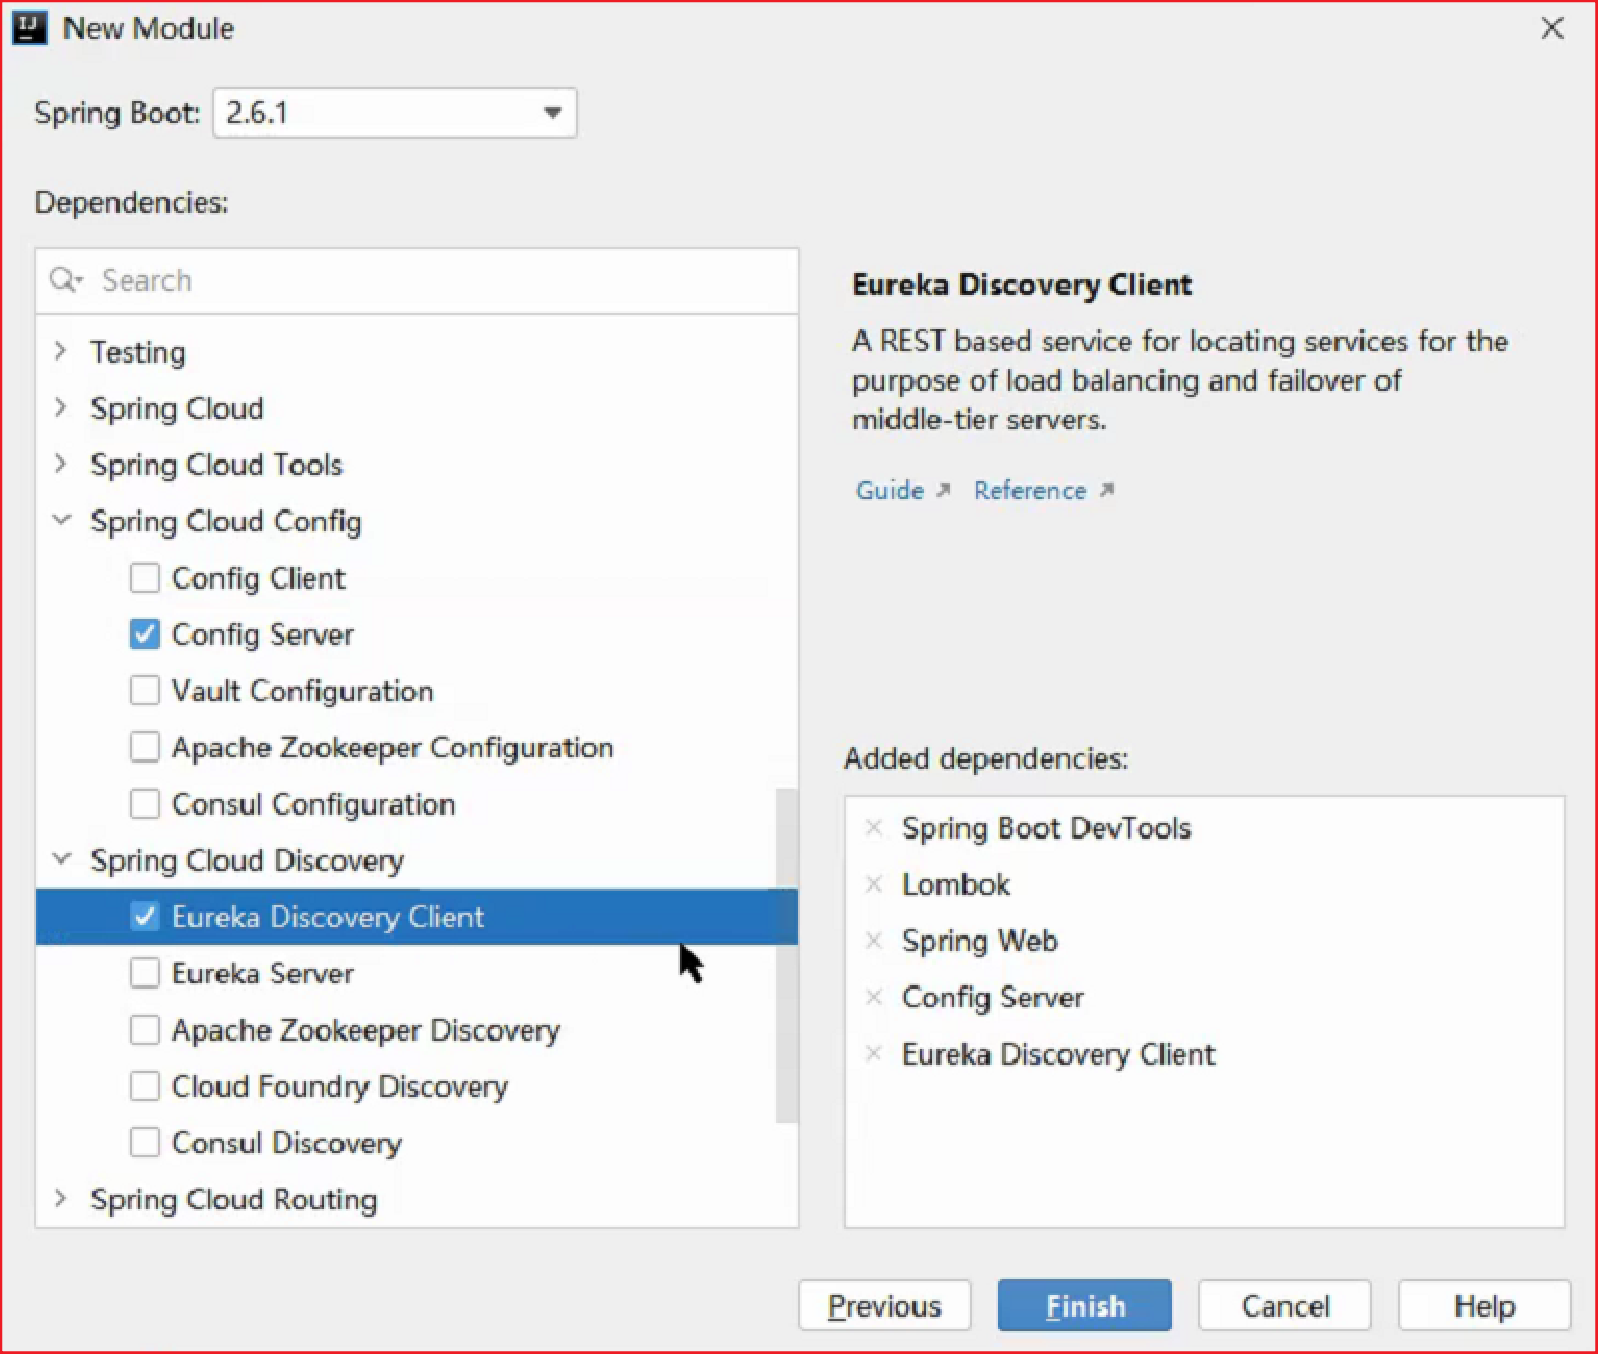 IJ
New Module
Spring Boot: 2.6.1
Dependencies:
Search
Testing
Spring Cloud
Spring Cloud Tools
Spring Cloud Config
Config Client
Config Server
Vault Configuration
Apache Zookeeper Configuration
Consul Configuration
Spring Cloud Discovery
Eureka Discovery Client
Eureka Server
Apache Zookeeper Discovery
Cloud Foundry Discovery
Consul Discovery
Spring Cloud Routing
Eureka Discovery Client
A REST based service for locating services for the
purpose of load balancing and failover of
middle-tier servers.
Guide Reference
Added dependencies:
Spring Boot DevTools
Lombok
Spring Web
Config Server
Eureka Discovery Client
Previous Finish Cancel Help